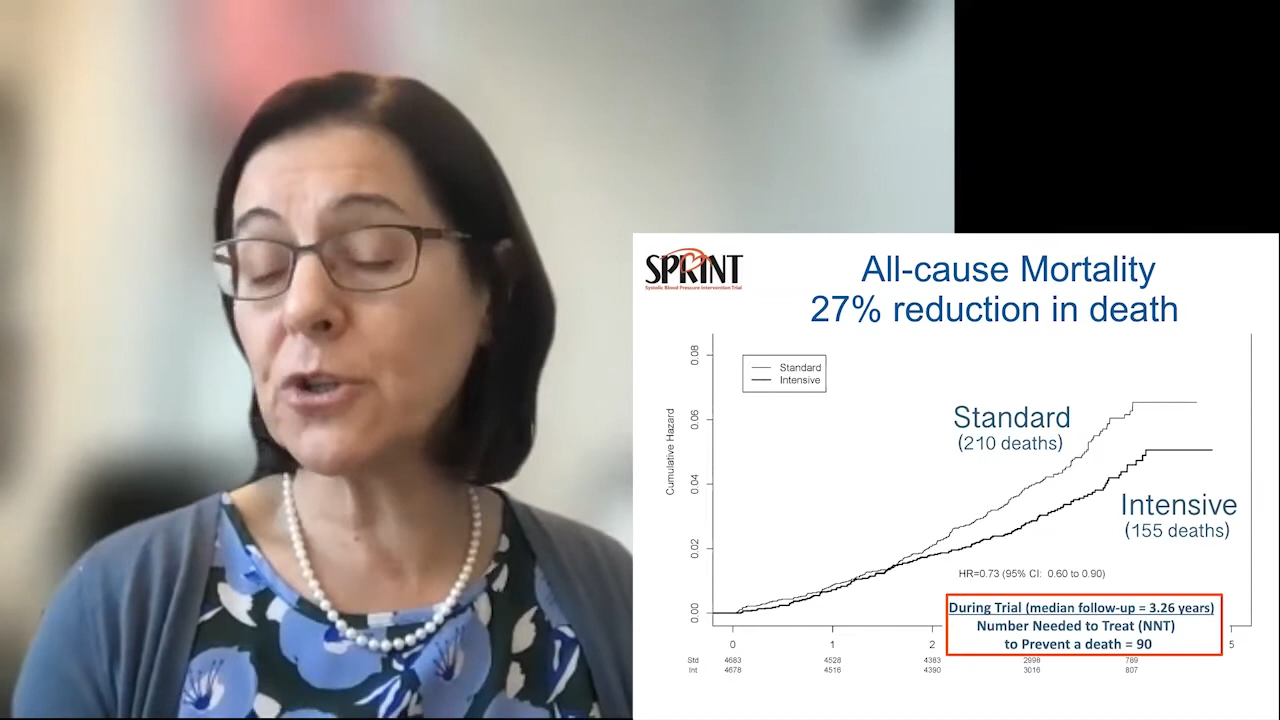 SPRINT
Systolic Blood Pressure Intervention Trial
All-cause Mortality
27% reduction in death
Standard
Intensive
Cumulative Hazard
0.08
0.06
0.04
0.02
0.00
Standard
(210 deaths)
Intensive
(155 deaths)
HR=0.73 (95% CI: 0.60 to 0.90)
During Trial (median follow-up = 3.26 years)
Number Needed to Treat (NNT)
to Prevent a death = 90
0 1 2 5
Std 4683 4528 4383 2998 789
Int 4678 4516 4390 3016 807